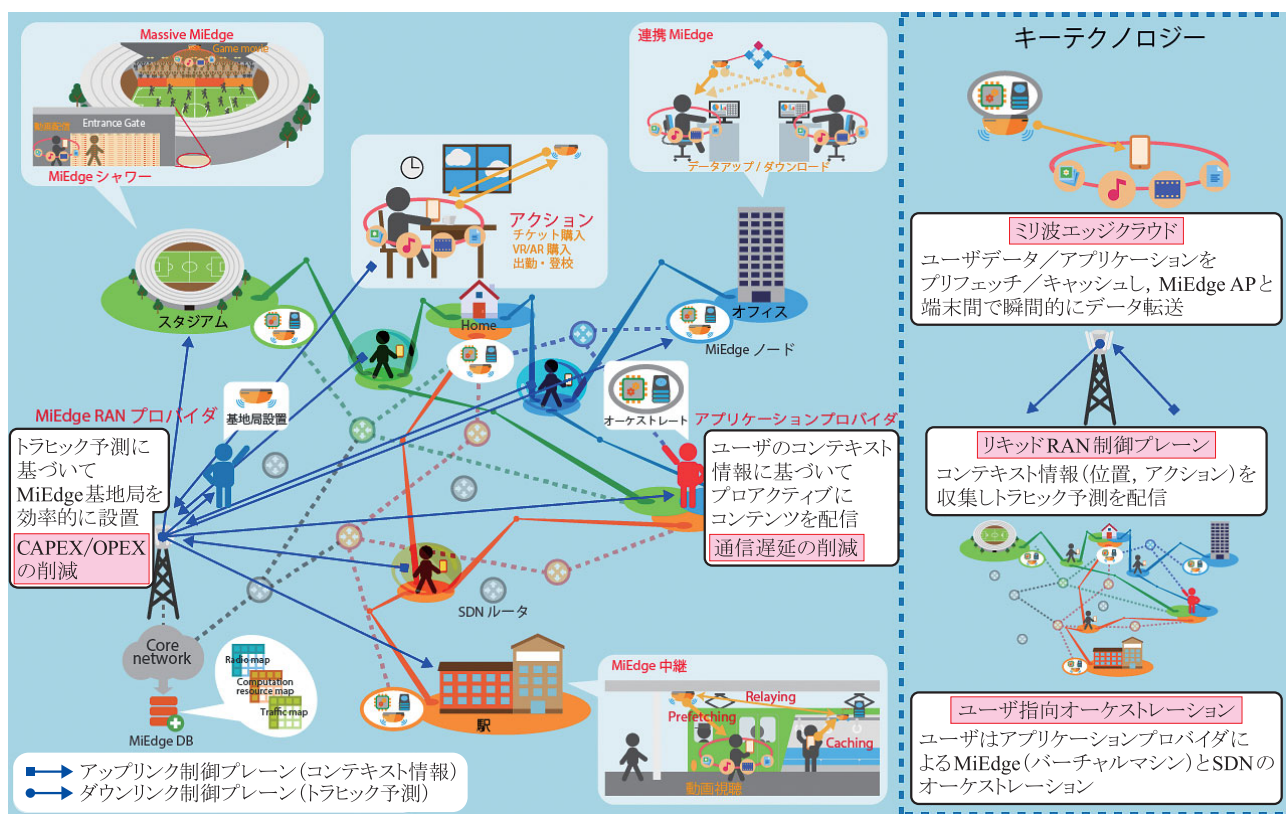 Massive MiEdge
Game movie
動画配信
Entrance Gate
MiEdge シャワー
スタジアム
アクション
チケット購入
VR/AR 購入
出勤・登校
Home
連携 MiEdge
データアップ / ダウンロード
オフィス
MiEdge ノード
MiEdge RAN プロバイダ
基地局設置
トラヒック予測に
基づいて
MiEdge基地局を
効率的に設置
CAPEX/OPEX
の削減
オーケストレート
アプリケーションプロバイダ
ユーザのコンテキスト
情報に基づいて
プロアクティブに
コンテンツを配信
通信遅延の削減
SDN ルータ
Core
network
Radio map
Computation
resource map
Traffic map
MiEdge DB
駅
MiEdge 中継
Relaying
Prefetching
Caching
動画視聴
アップリンク制御プレーン（コンテキスト情報）
ダウンリンク制御プレーン（トラヒック予測）
キーテクノロジー
ミリ波エッジクラウド
ユーザデータ／アプリケーションを
プリフェッチ／キャッシュし，MiEdge APと
端末間で瞬間的にデータ転送
リキッドRAN制御プレーン
コンテキスト情報（位置，アクション）を
収集しトラヒック予測を配信
ユーザ指向オーケストレーション
ユーザはアプリケーションプロバイダに
よるMiEdge（バーチャルマシン）とSDNの
オーケストレーション